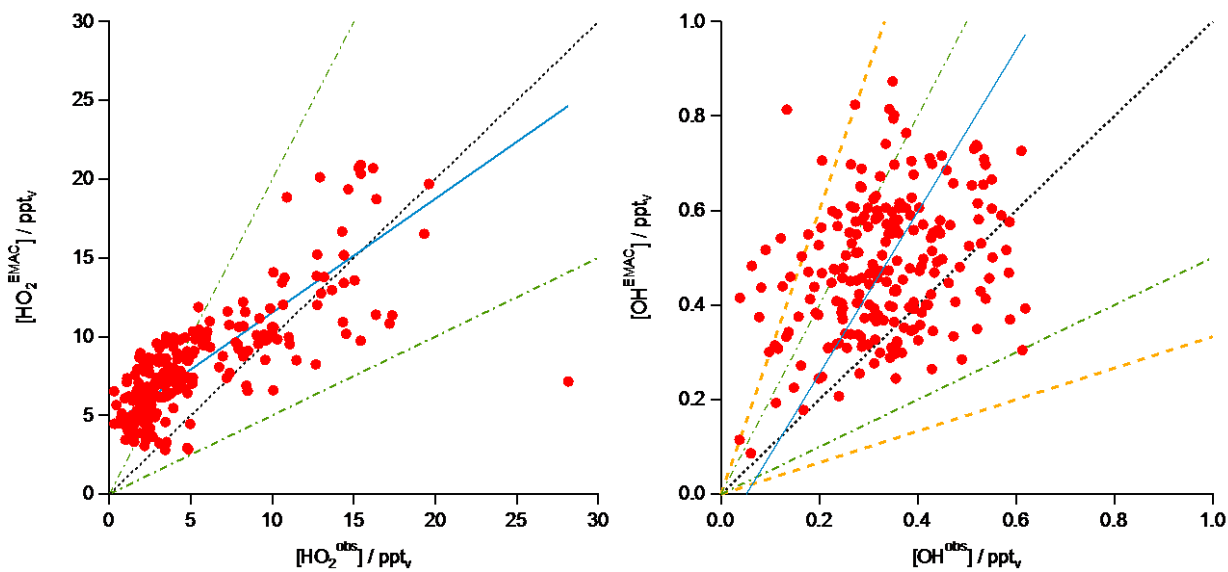 30
25
20
15
10
5
0
[HO₂ᴱᴹᴬᶜ] / pptᵥ
0 5 10 15 20 25 30
[HO₂ᵒᵇˢ] / pptᵥ
1.0
0.8
0.6
0.4
0.2
0.0
[OHᴱᴹᴬᶜ] / pptᵥ
0.0 0.2 0.4 0.6 0.8 1.0
[OHᵒᵇˢ] / pptᵥ